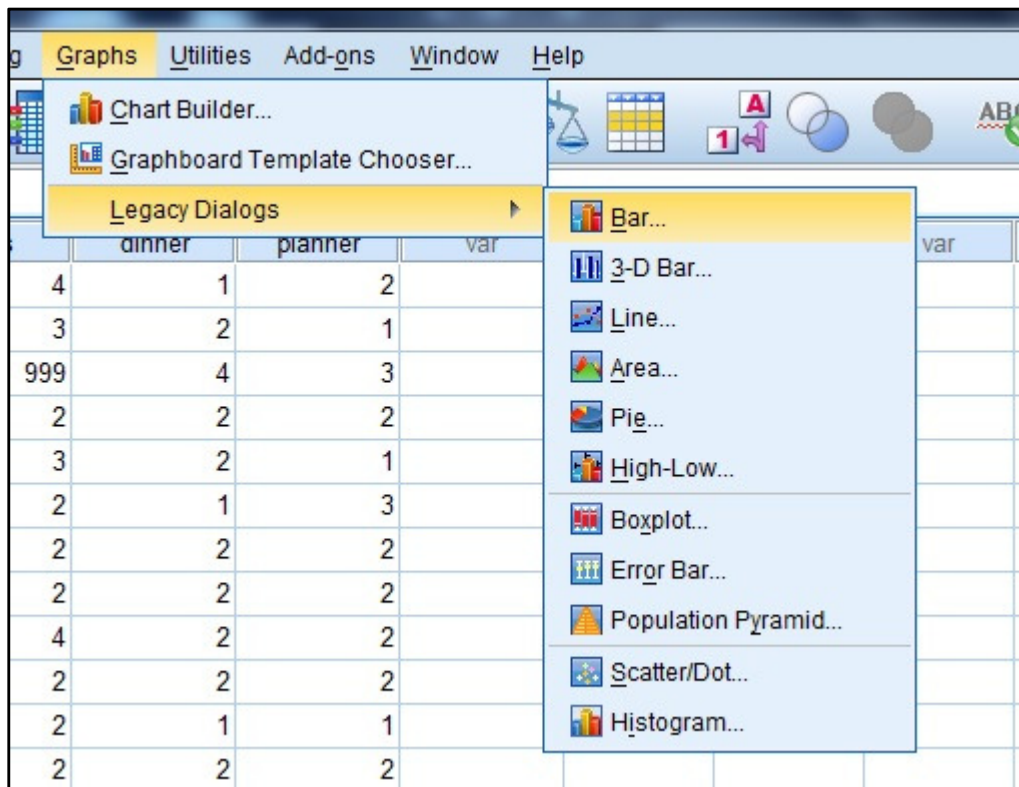 g Graphs Utilities Add-ons Window Help
Chart Builder...
Graphboard Template Chooser...
Legacy Dialogs
A
1
ABC
s dinner planner var var
Bar...
3-D Bar...
Line...
Area...
Pie...
High-Low...
Boxplot...
Error Bar...
Population Pyramid...
Scatter/Dot...
Histogram...
4 1 2
3 2 1
999 4 3
2 2 2
3 2 1
2 1 3
2 2 2
2 2 2
4 2 2
2 2 2
2 1 1
2 2 2